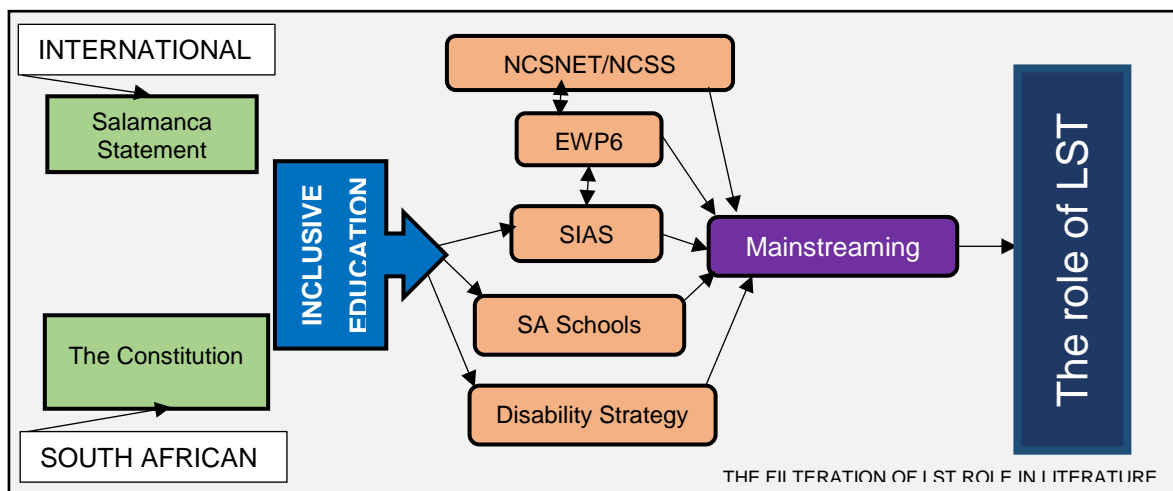 INTERNATIONAL
Salamanca
Statement
The Constitution
SOUTH AFRICAN
INCLUSIVE
EDUCATION
NCSNET/NCSS
EWP6
SIAS
SA Schools
Disability Strategy
Mainstreaming
The role of LST
THE FILTERATION OF LST ROLE IN LITERATURE